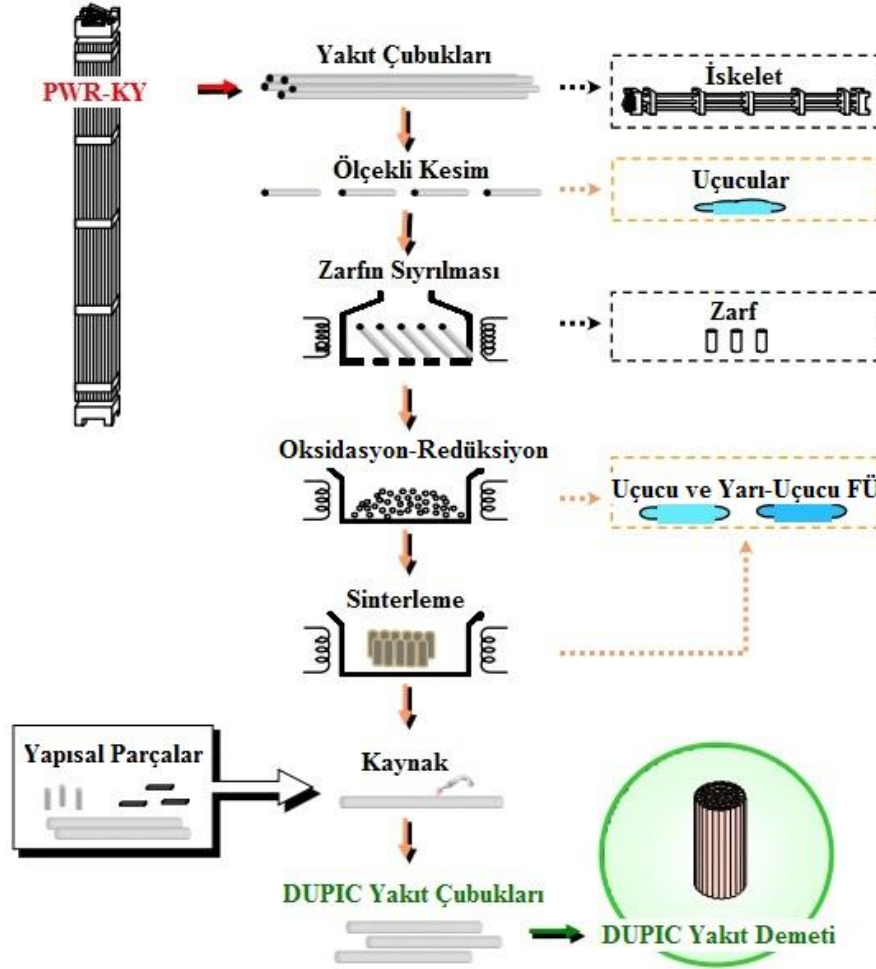 Yakıt Çubukları
İskelet
PWR-KY
Ölçekli Kesim
Uçucular
Zarfın Sıyrılması
Zarf
Oksidasyon-Redüksiyon
Uçucu ve Yarı-Uçucu FÜ
Sinterleme
Yapısal Parçalar
Kaynak
DUPIC Yakıt Çubukları
DUPIC Yakıt Demeti